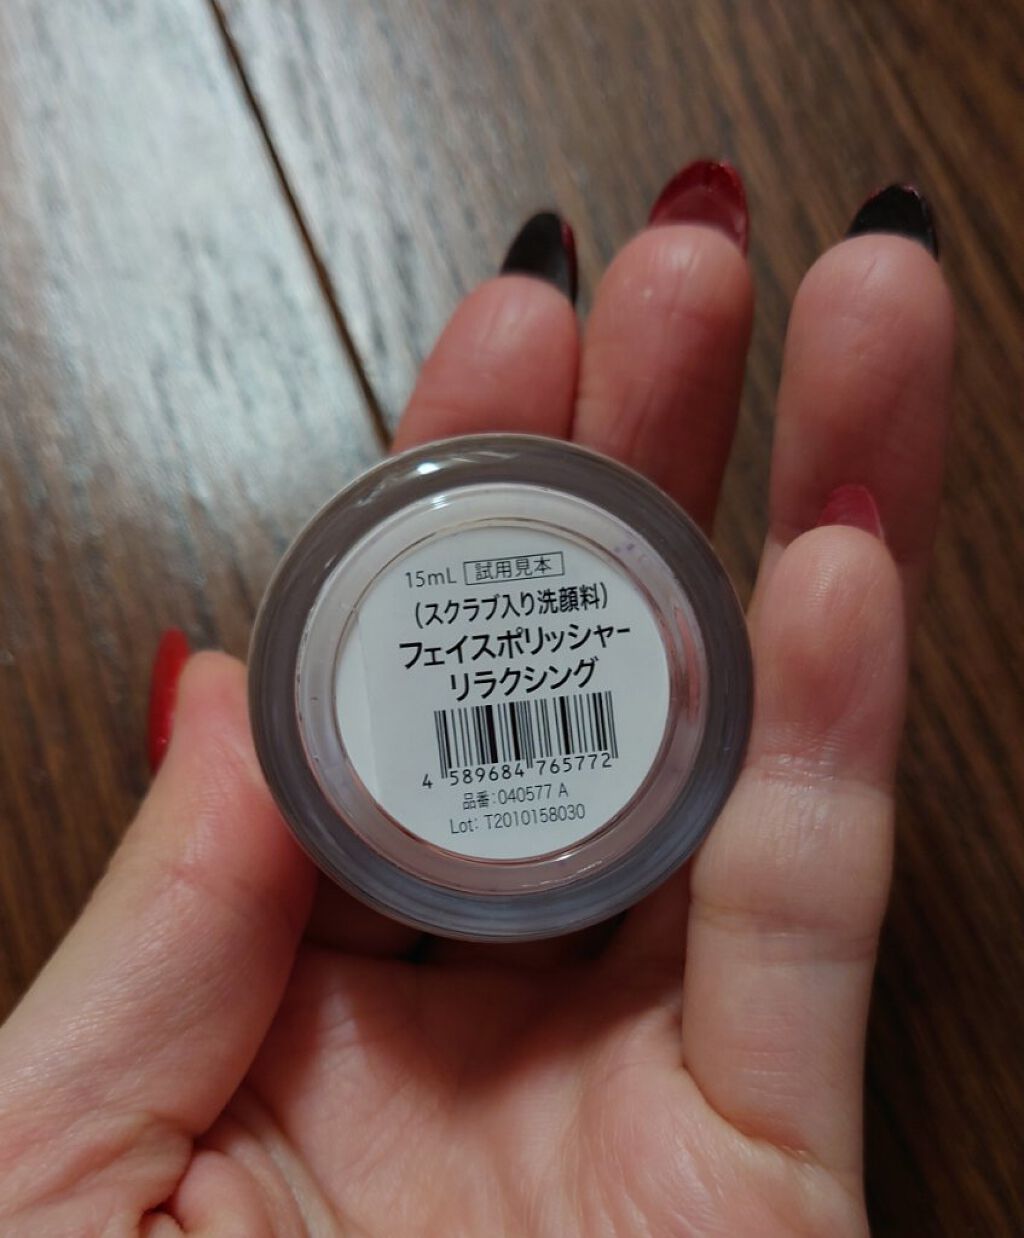 15mL 試用見本
(スクラブ入り洗顔料)
フェイスポリッシャー
リラクシング
4 589684 765772
品番:040577 A
Lot: T2010158030